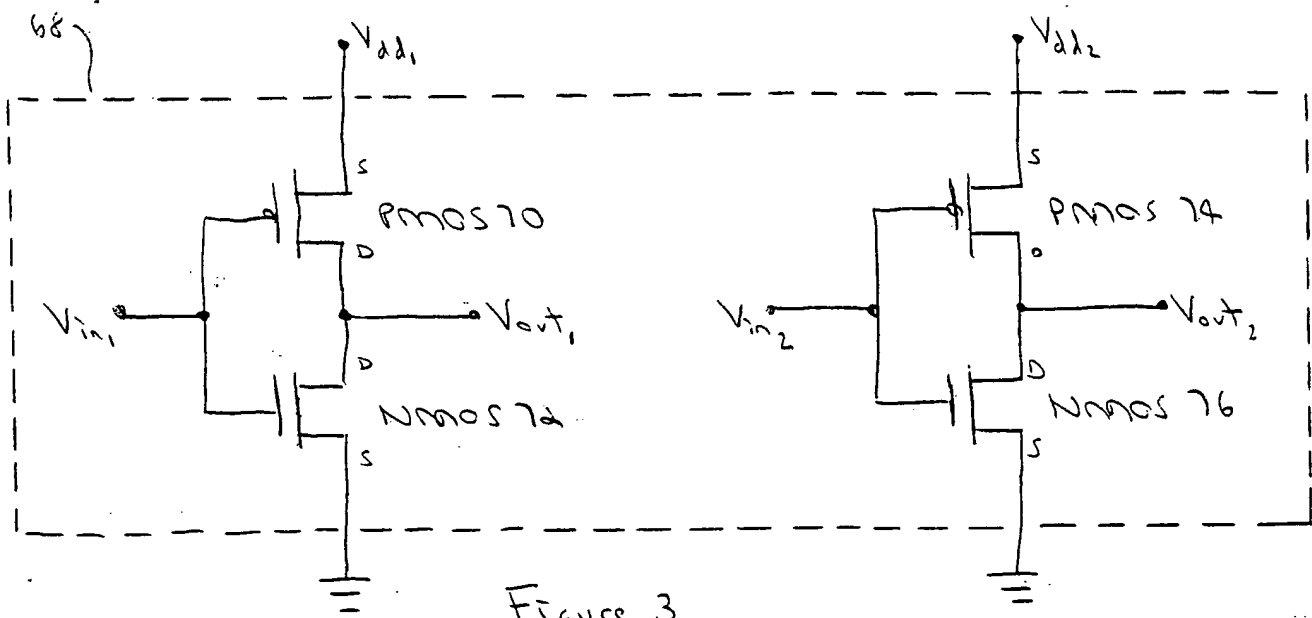 68
Vdd1
Vdd2
S
S
PMOS 70
PMOS 74
D
D
Vin1
Vout1
Vin2
Vout2
D
D
NMOS 72
NMOS 76
S
S
Figure 3